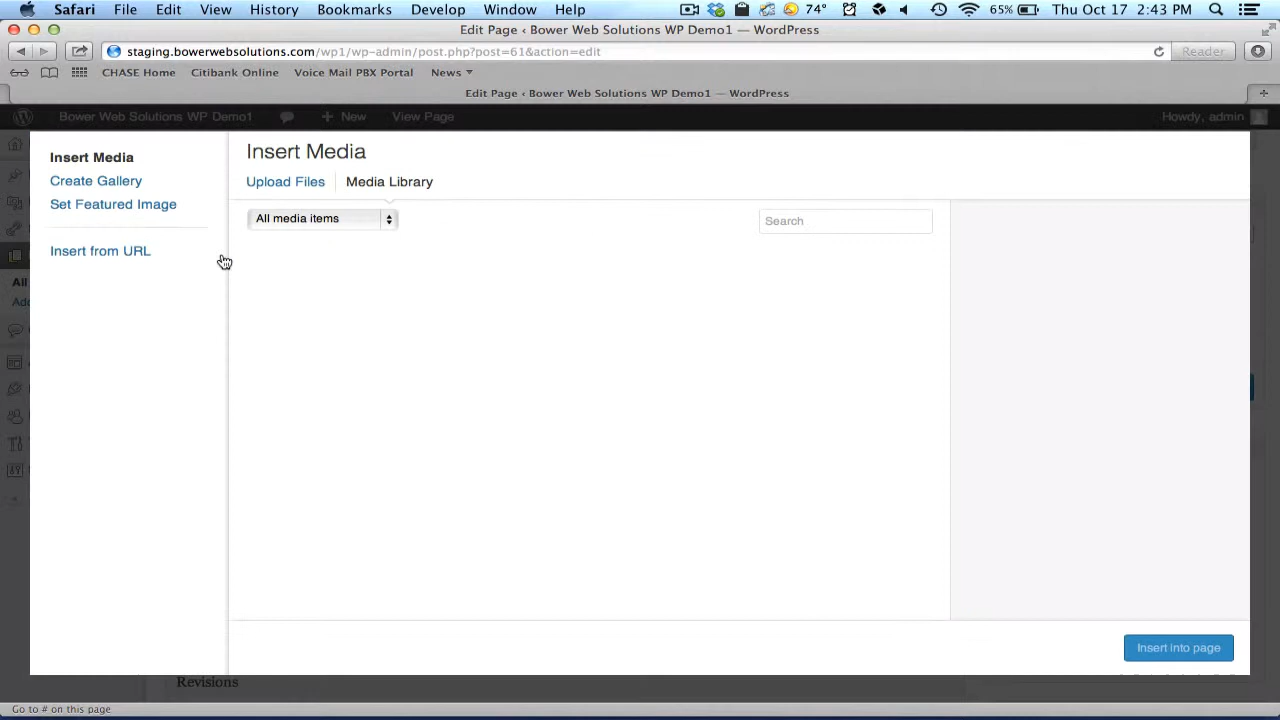 Safari File Edit View History Bookmarks Develop Window Help 74° 65% Thu Oct 17 2:43 PM
Edit Page ‹ Bower Web Solutions WP Demo1 — WordPress
staging.bowerwebsolutions.com/wp1/wp-admin/post.php?post=61&action=edit Reader
CHASE Home Citibank Online Voice Mail PBX Portal News
Edit Page ‹ Bower Web Solutions WP Demo1 — WordPress
Bower Web Solutions WP Demo1 New View Page Howdy, admin
Insert Media
Create Gallery
Set Featured Image
Insert from URL
Insert Media
Upload Files Media Library
All media items Search
All
Add
Insert into page
Revisions
Go to # on this page